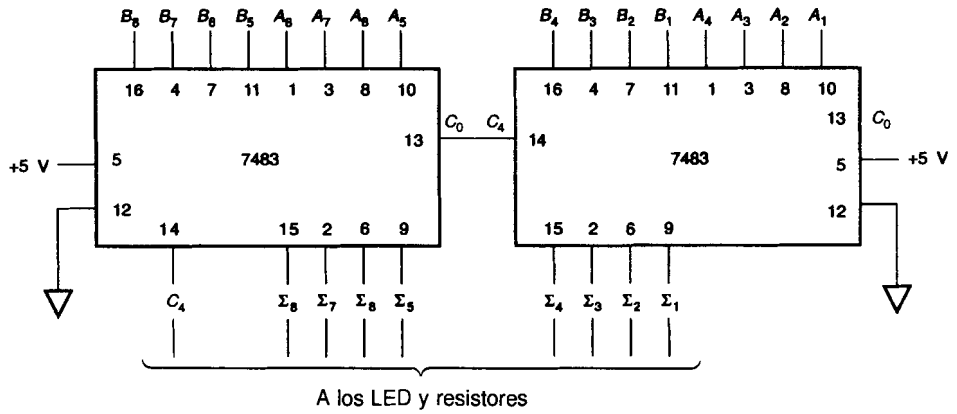 B₈ B₇ B₆ B₅ A₈ A₇ A₆ A₅
B₄ B₃ B₂ B₁ A₄ A₃ A₂ A₁
16 4 7 11 1 3 8 10
16 4 7 11 1 3 8 10
13 C₀ C₄ 14
13 C₀
+5 V 5 7483
7483 5 +5 V
12
12
14 15 2 6 9
15 2 6 9
C₄ Σ₈ Σ₇ Σ₆ Σ₅
Σ₄ Σ₃ Σ₂ Σ₁
A los LED y resistores